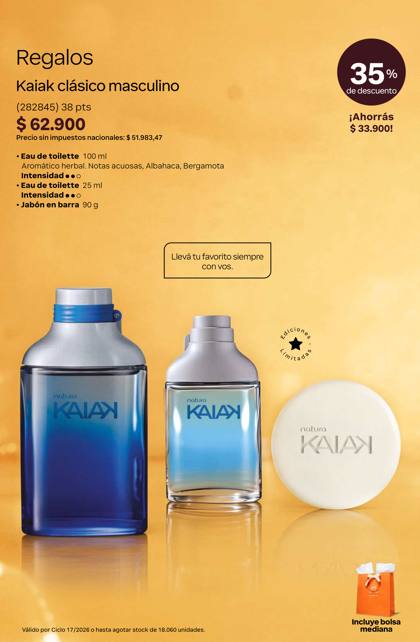 Regalos
Kaiak clásico masculino
(282845) 38 pts
$ 62.900
Precio sin impuestos nacionales: $ 51.983,47
• Eau de toilette 100 ml
Aromático herbal. Notas acuosas, Albahaca, Bergamota
Intensidad ●●○
• Eau de toilette 25 ml
Intensidad ●●○
• Jabón en barra 90 g
35%
de descuento
¡Ahorrás
$ 33.900!
Llevá tu favorito siempre
con vos.
Ediciones
Limitadas
natura
KAIAK
natura
KAIAK
natura
KAIAK
Incluye bolsa
mediana
Válido por Ciclo 17/2026 o hasta agotar stock de 18.060 unidades.